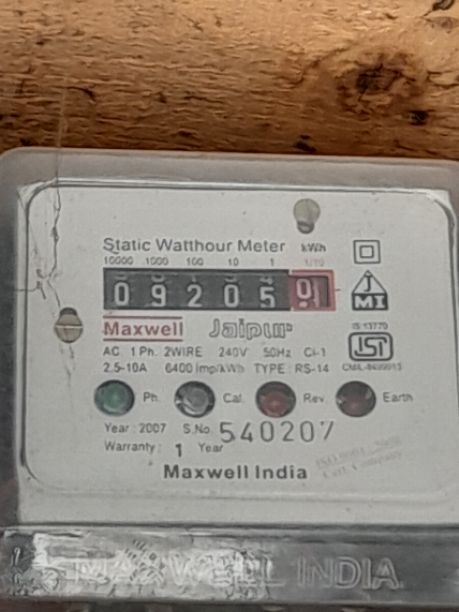 Static Watthour Meter kWh
10000 1000 100 10 1 1/10
0 9 2 0 5 0
J
MI
Maxwell Jaipur
IS 13779
ISI
AC 1 Ph. 2WIRE 240V 50Hz Cl-1
2.5-10A 6400 Imp/kWh TYPE: RS-14
Ph. Cal. Rev. Earth
Year: 2007 S.No. 540207
Warranty: 1 Year
Maxwell India
MAXWELL INDIA